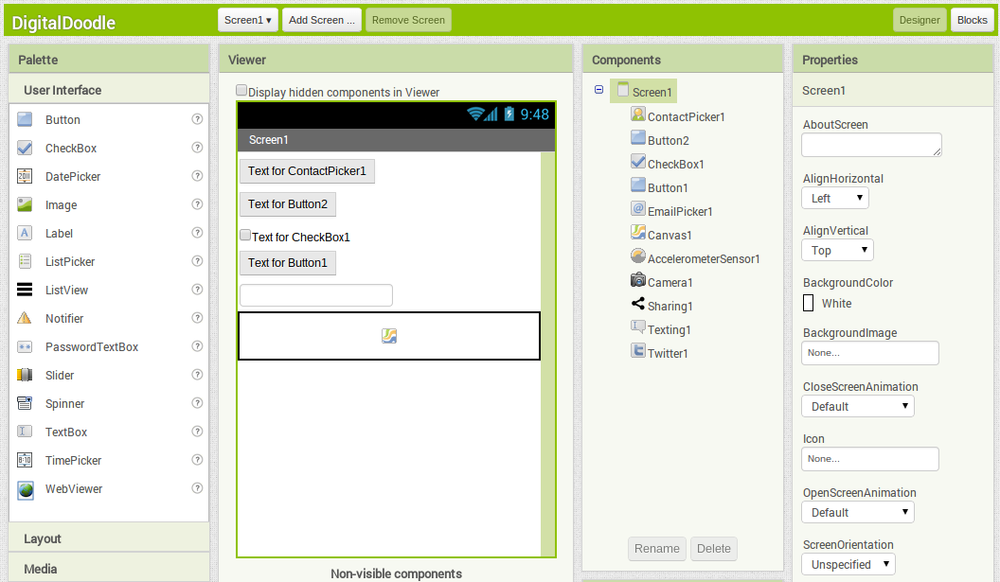 DigitalDoodle
Screen1 ▾ Add Screen ... Remove Screen Designer Blocks
Palette
User Interface
Button ?
CheckBox ?
DatePicker ?
Image ?
Label ?
ListPicker ?
ListView ?
Notifier ?
PasswordTextBox ?
Slider ?
Spinner ?
TextBox ?
TimePicker ?
WebViewer ?
Layout
Media
Viewer
Display hidden components in Viewer
9:48
Screen1
Text for ContactPicker1
Text for Button2
Text for CheckBox1
Text for Button1
Non-visible components
Components
Screen1
ContactPicker1
Button2
CheckBox1
Button1
EmailPicker1
Canvas1
AccelerometerSensor1
Camera1
Sharing1
Texting1
Twitter1
Rename Delete
Properties
Screen1
AboutScreen
AlignHorizontal
Left
AlignVertical
Top
BackgroundColor
White
BackgroundImage
None...
CloseScreenAnimation
Default
Icon
None...
OpenScreenAnimation
Default
ScreenOrientation
Unspecified